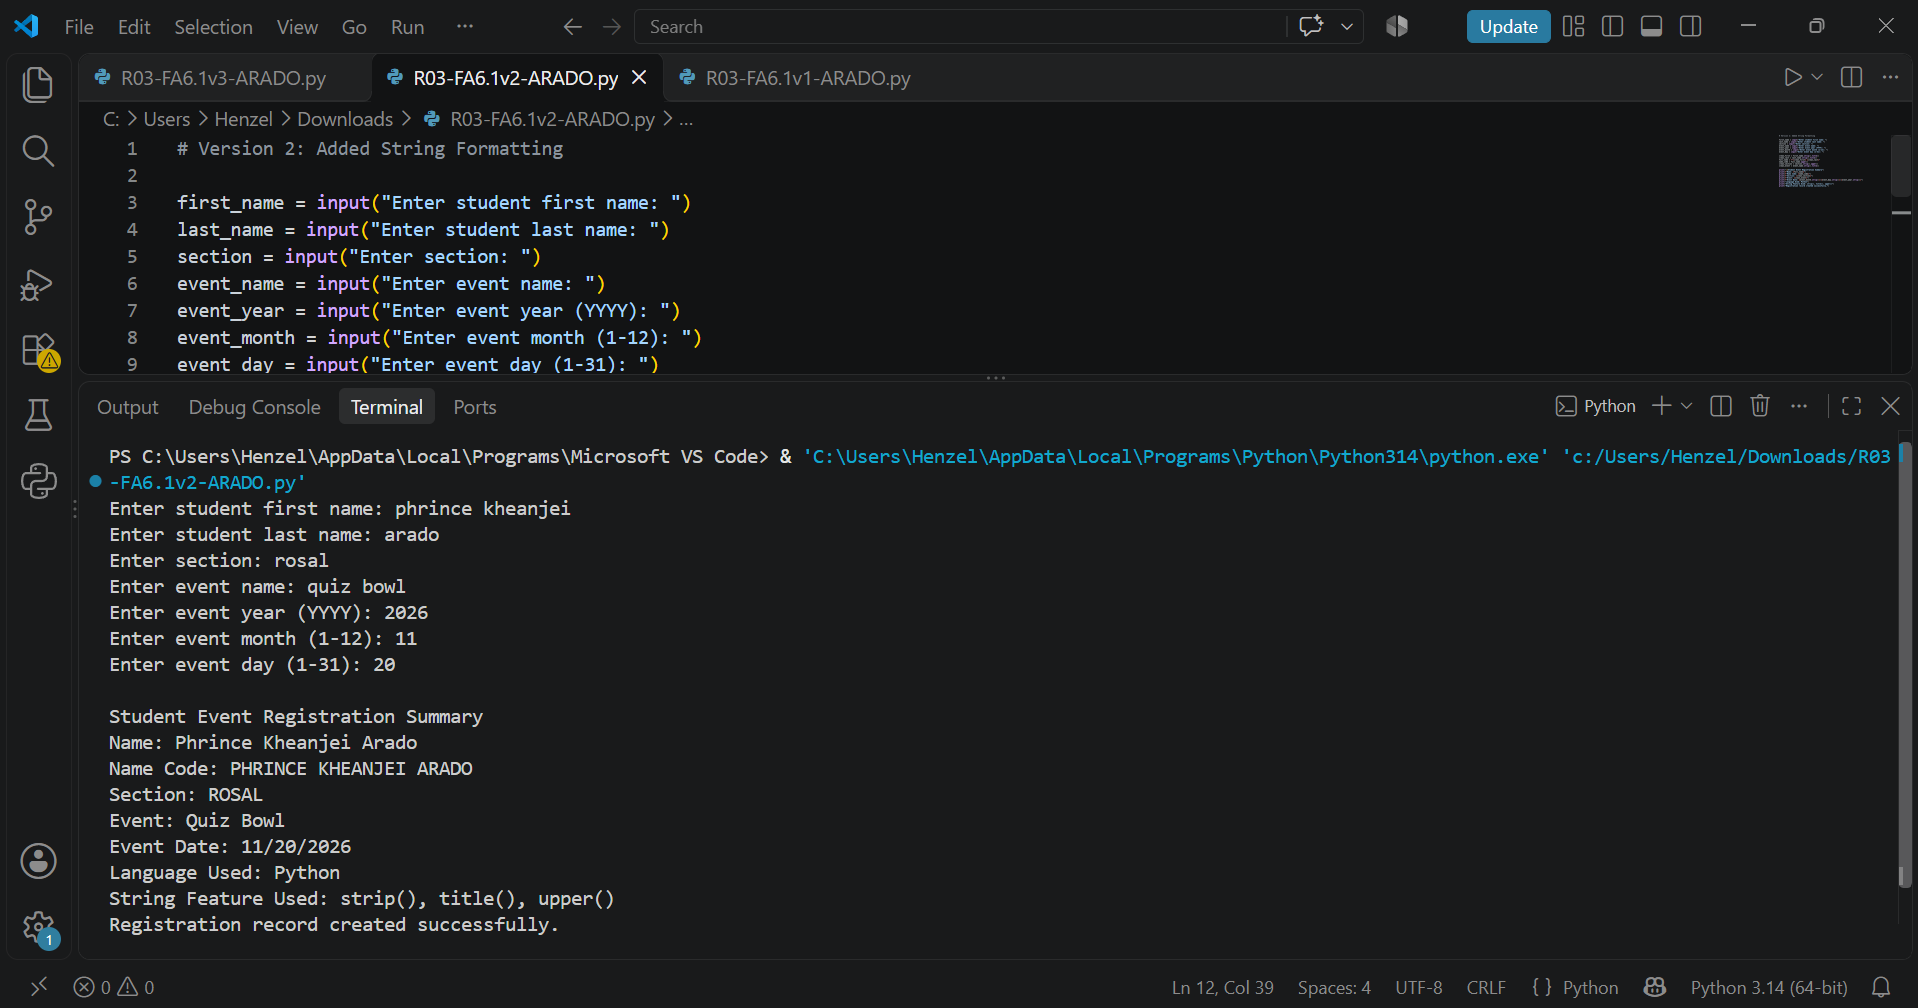 File Edit Selection View Go Run ··· Search Update
R03-FA6.1v3-ARADO.py R03-FA6.1v2-ARADO.py R03-FA6.1v1-ARADO.py
C: > Users > Henzel > Downloads > R03-FA6.1v2-ARADO.py > ...
1 # Version 2: Added String Formatting
2
3 first_name = input("Enter student first name: ")
4 last_name = input("Enter student last name: ")
5 section = input("Enter section: ")
6 event_name = input("Enter event name: ")
7 event_year = input("Enter event year (YYYY): ")
8 event_month = input("Enter event month (1-12): ")
9 event_day = input("Enter event day (1-31): ")
Output Debug Console Terminal Ports Python
PS C:\Users\Henzel\AppData\Local\Programs\Microsoft VS Code> & 'C:\Users\Henzel\AppData\Local\Programs\Python\Python314\python.exe' 'c:/Users/Henzel/Downloads/R03
-FA6.1v2-ARADO.py'
Enter student first name: phrince kheanjei
Enter student last name: arado
Enter section: rosal
Enter event name: quiz bowl
Enter event year (YYYY): 2026
Enter event month (1-12): 11
Enter event day (1-31): 20
Student Event Registration Summary
Name: Phrince Kheanjei Arado
Name Code: PHRINCE KHEANJEI ARADO
Section: ROSAL
Event: Quiz Bowl
Event Date: 11/20/2026
Language Used: Python
String Feature Used: strip(), title(), upper()
Registration record created successfully.
1
0 0 Ln 12, Col 39 Spaces: 4 UTF-8 CRLF { } Python Python 3.14 (64-bit)